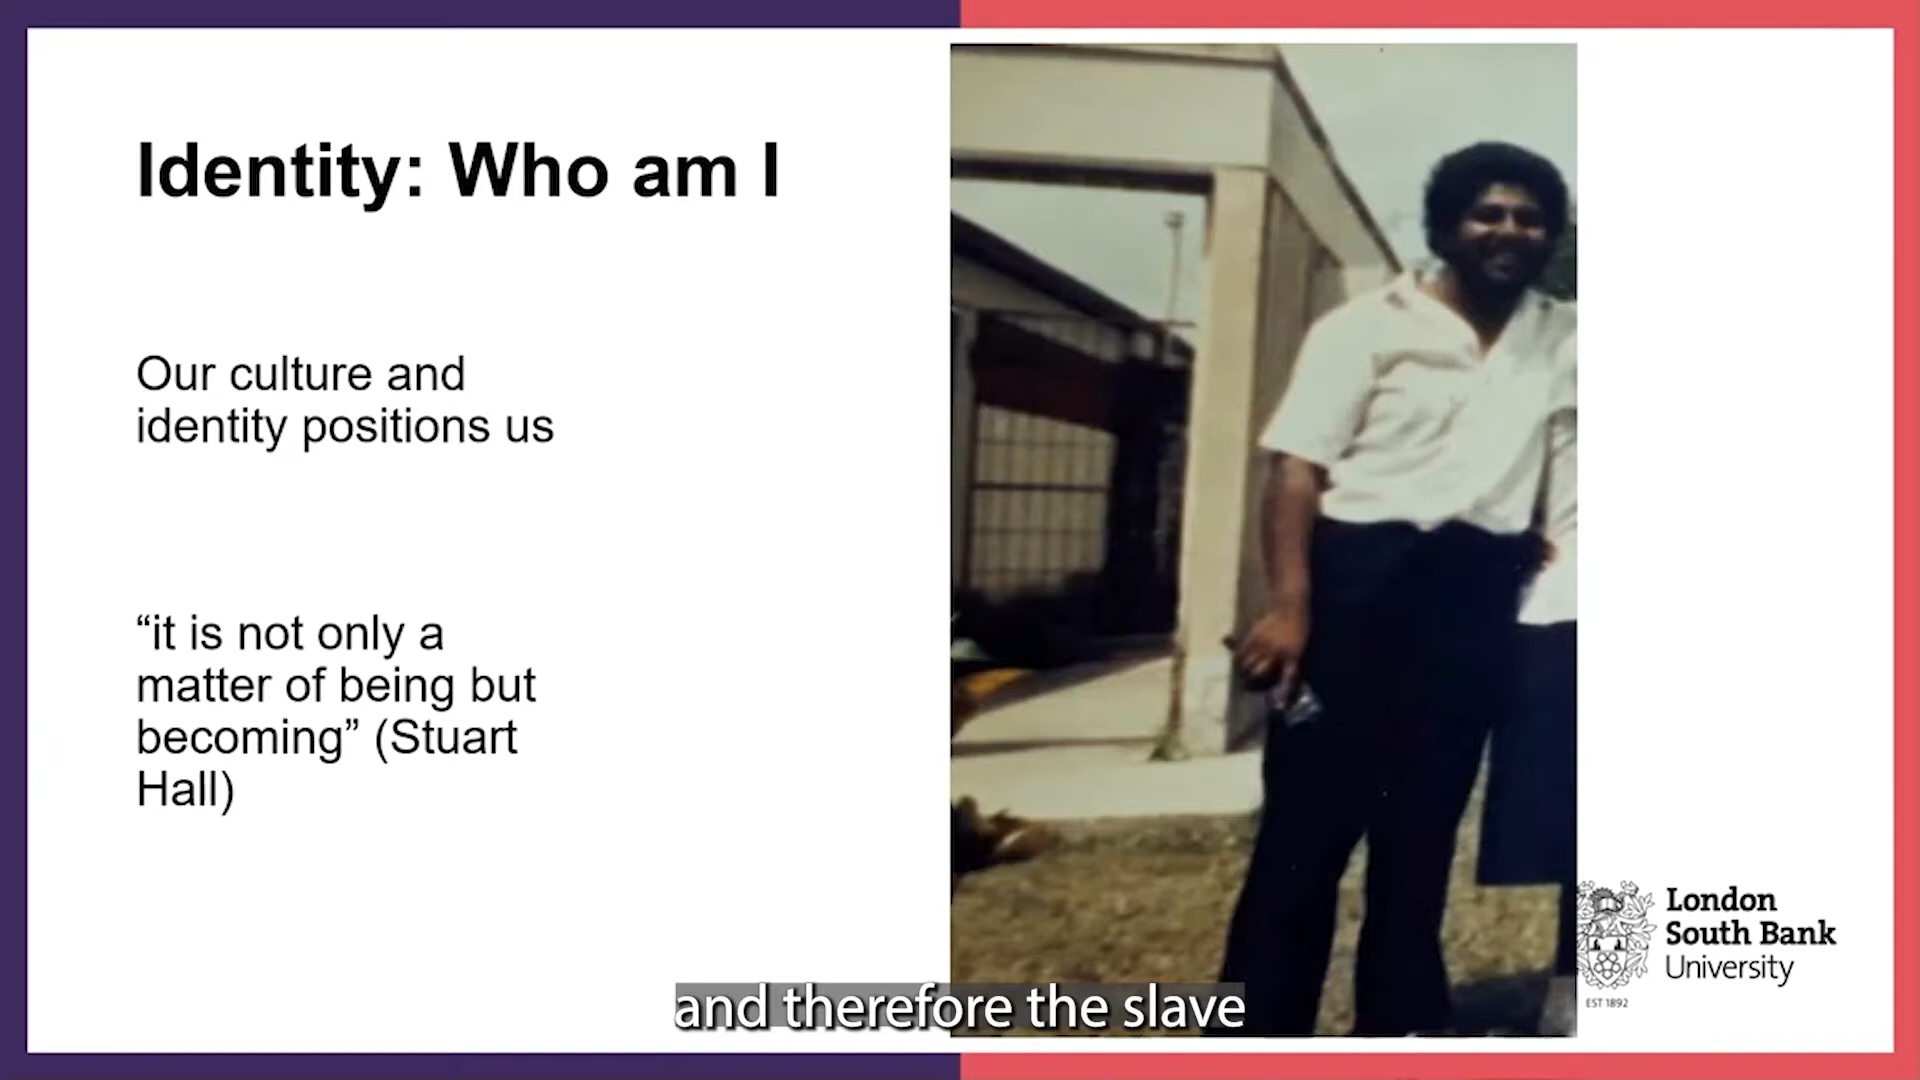 Identity: Who am I
Our culture and
identity positions us
“it is not only a
matter of being but
becoming” (Stuart
Hall)
London
South Bank
University
EST 1892
and therefore the slave